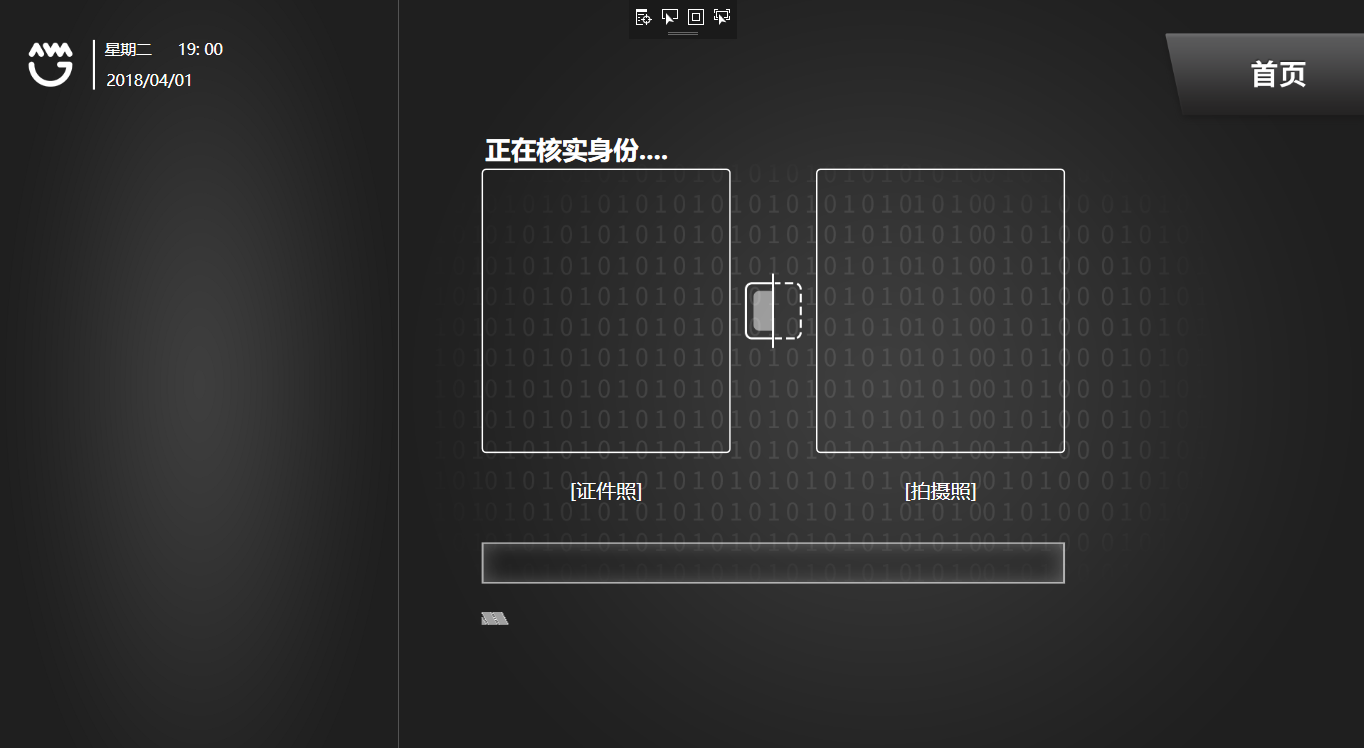 星期二 19: 00
2018/04/01
首页
正在核实身份....
[证件照]
[拍摄照]